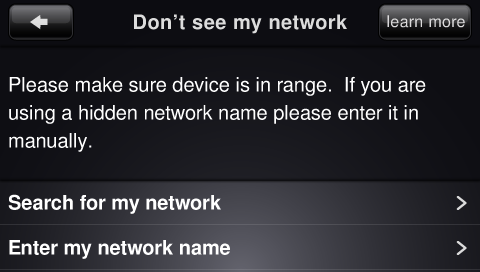 Don't see my network
learn more
Please make sure device is in range.  If you are
using a hidden network name please enter it in
manually.
Search for my network
Enter my network name